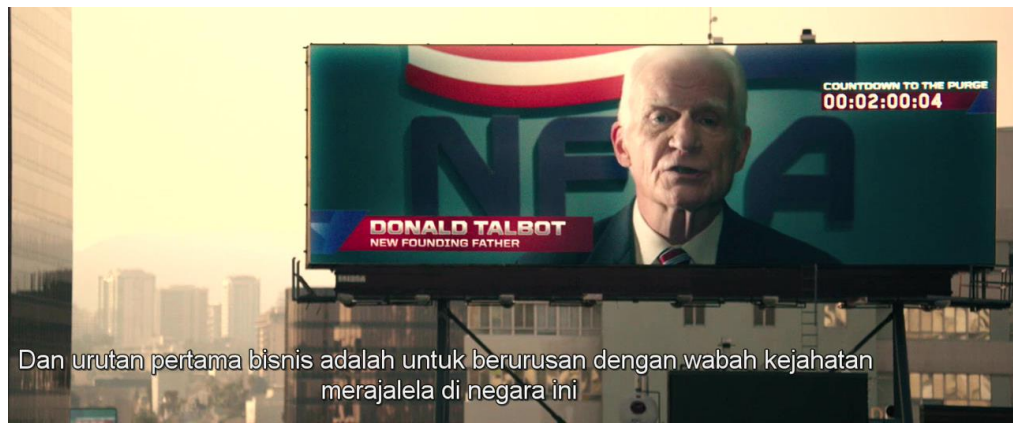 COUNTDOWN TO THE PURGE
00:02:00:04
NFFA
DONALD TALBOT
NEW FOUNDING FATHER
Dan urutan pertama bisnis adalah untuk berurusan dengan wabah kejahatan
merajalela di negara ini